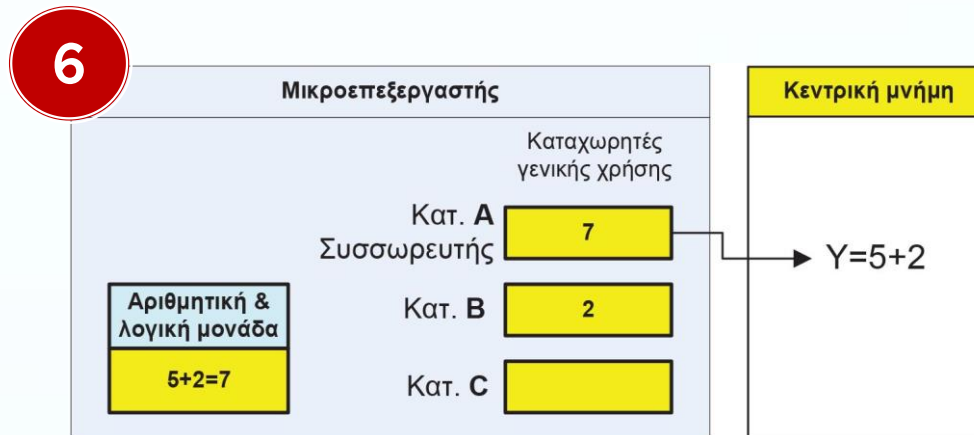 6
Μικροεπεξεργαστής
Κεντρική μνήμη
Καταχωρητές
γενικής χρήσης
Κατ. A
Συσσωρευτής
7
Y=5+2
Αριθμητική &
λογική μονάδα
5+2=7
Κατ. B
2
Κατ. C